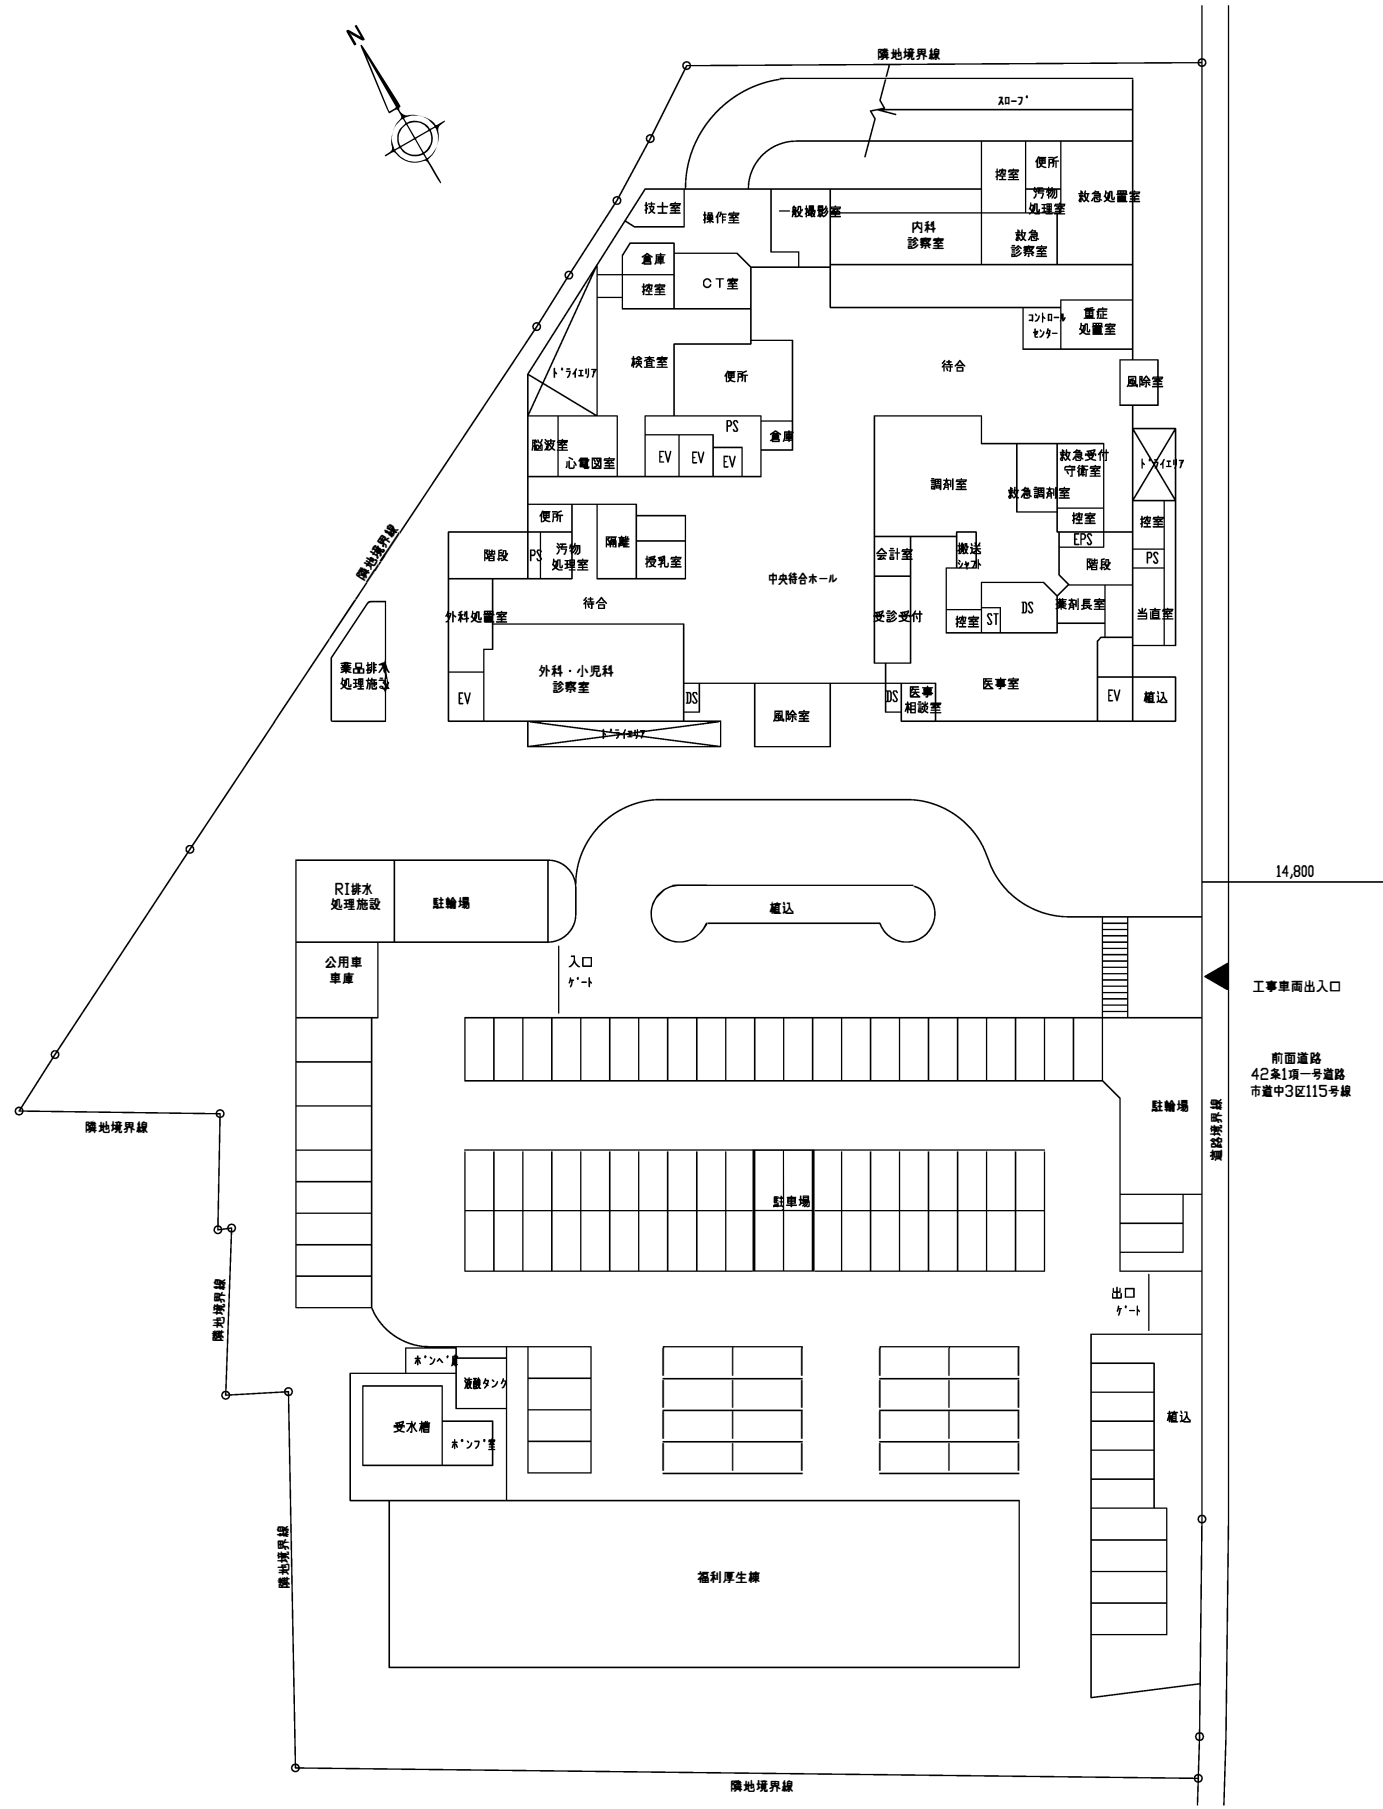 N
隣地境界線
スロープ
控室
便所
汚物
処理室
救急処置室
技士室
操作室
一般撮影室
内科
診察室
救急
診察室
倉庫
控室
CT室
コントロール
センター
重症
処置室
検査室
ドライエリア
便所
待合
風除室
脳波室
心電図室
PS
EV
EV
EV
倉庫
調剤室
救急調剤室
救急受付
守衛室
控室
ドライエリア
控室
PS
当直室
便所
階段
PS
汚物
処理室
隔離
授乳室
会計室
搬送
シャフト
EPS
階段
中央待合ホール
待合
外科処置室
受診受付
控室
ST
DS
薬剤長室
隣地境界線
薬品排水
処理施設
外科・小児科
診察室
EV
DS
風除室
DS
医事
相談室
医事室
EV
植込
ドライエリア
14,800
RI排水
処理施設
駐輪場
植込
公用車
車庫
入口
ゲート
工事車両出入口
前面道路
42条1項一号道路
市道中3区115号線
隣地境界線
駐輪場
道路境界線
駐車場
隣地境界線
出口
ゲート
ボンベ庫
液酸タンク
受水槽
ポンプ室
植込
隣地境界線
福利厚生棟
隣地境界線